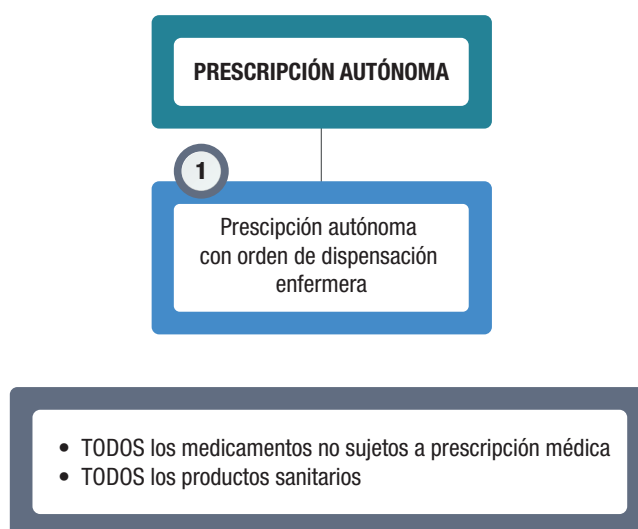 PRESCRIPCIÓN AUTÓNOMA
1
Prescipción autónoma
con orden de dispensación
enfermera
• TODOS los medicamentos no sujetos a prescripción médica
• TODOS los productos sanitarios